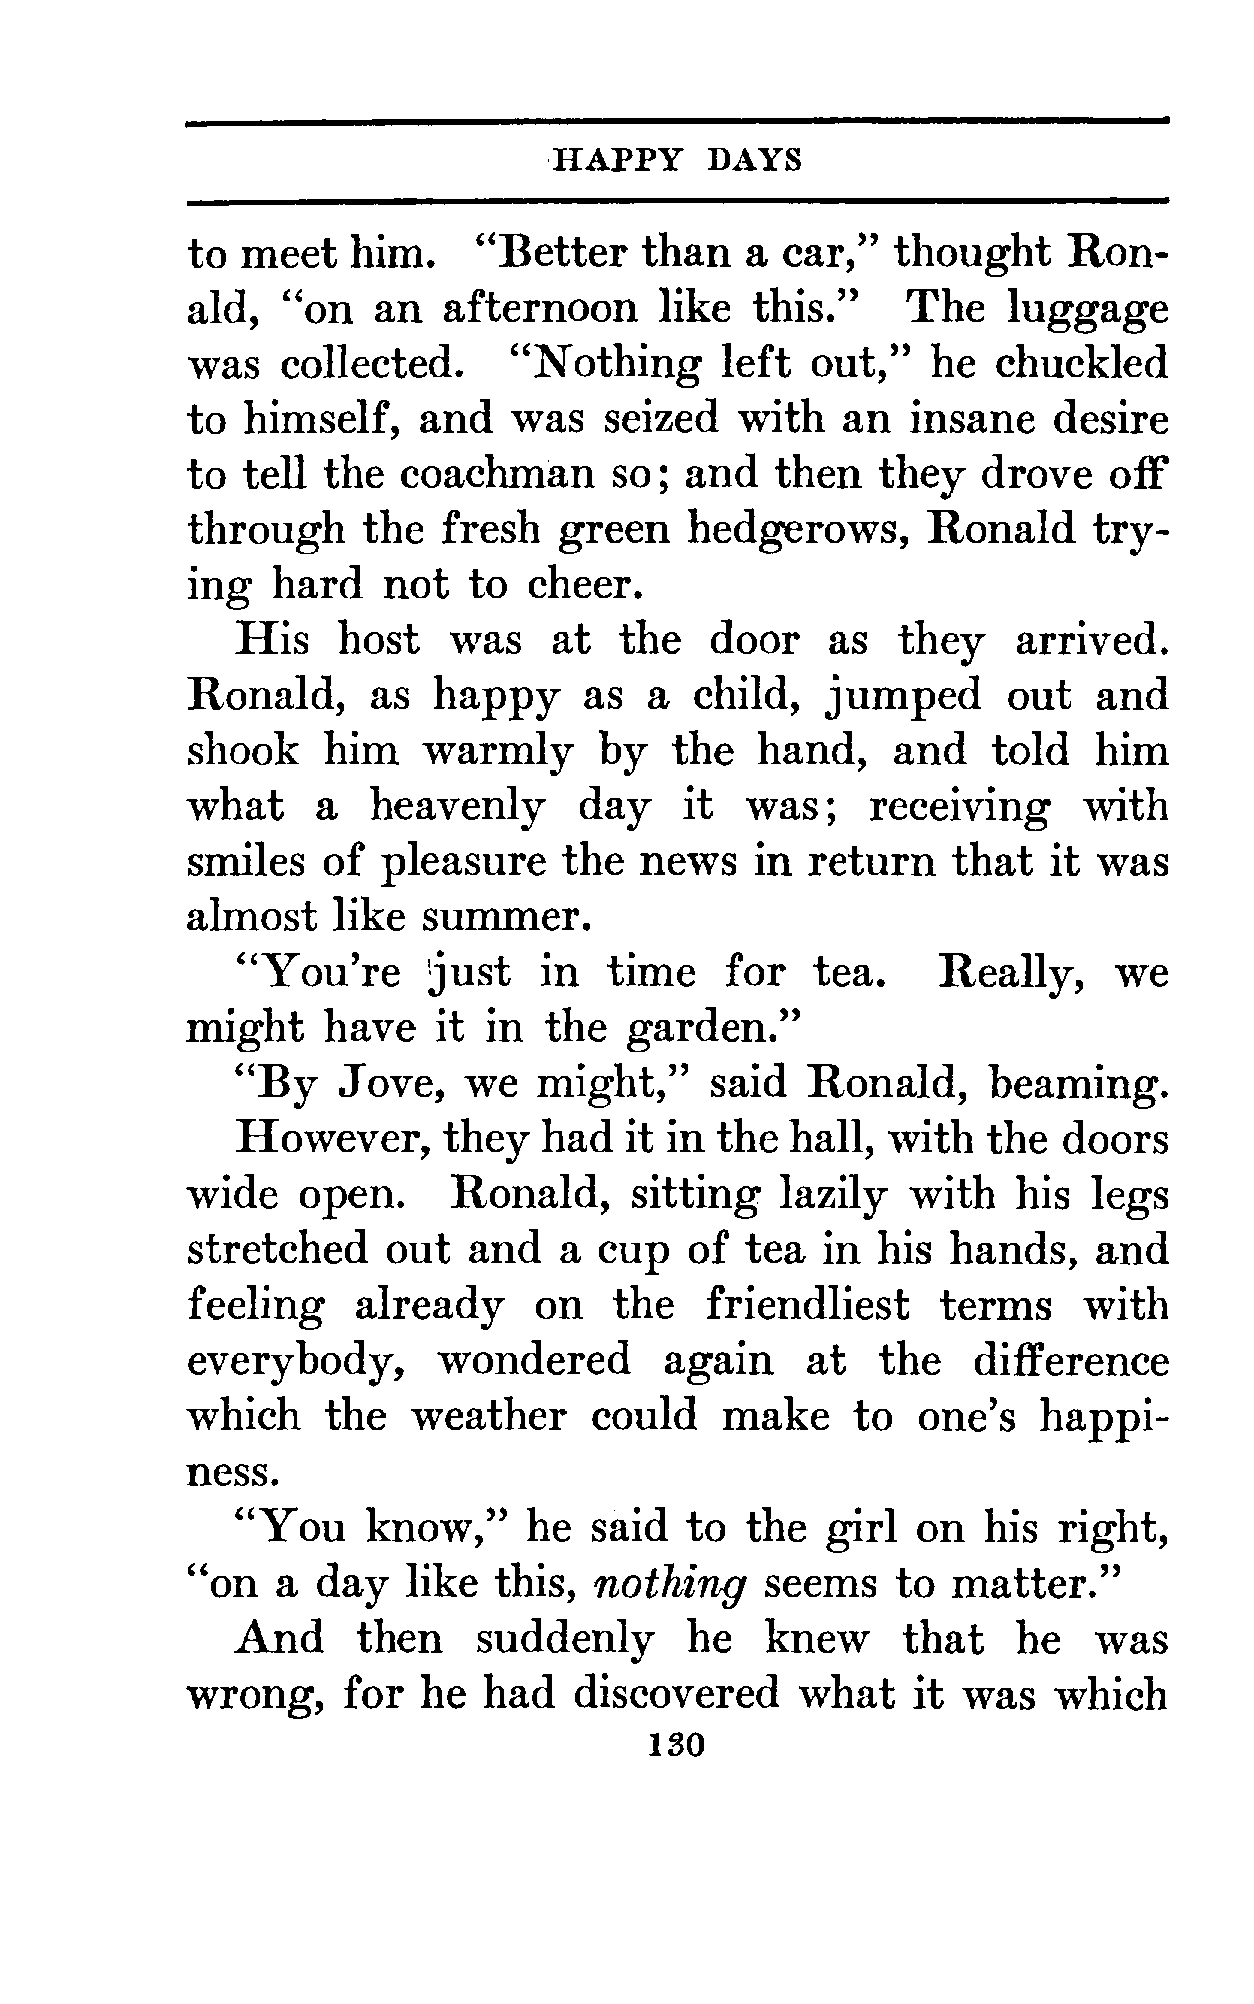 HAPPY DAYS
to meet him. “Better than a car,” thought Ron-
ald, “on an afternoon like this.” The luggage
was collected. “Nothing left out,” he chuckled
to himself, and was seized with an insane desire
to tell the coachman so; and then they drove off
through the fresh green hedgerows, Ronald try-
ing hard not to cheer.
His host was at the door as they arrived.
Ronald, as happy as a child, jumped out and
shook him warmly by the hand, and told him
what a heavenly day it was; receiving with
smiles of pleasure the news in return that it was
almost like summer.
“You're just in time for tea. Really, we
might have it in the garden.”
“By Jove, we might,” said Ronald, beaming.
However, they had it in the hall, with the doors
wide open. Ronald, sitting lazily with his legs
stretched out and a cup of tea in his hands, and
feeling already on the friendliest terms with
everybody, wondered again at the difference
which the weather could make to one's happi-
ness.
“You know,” he said to the girl on his right,
“on a day like this, nothing seems to matter.”
And then suddenly he knew that he was
wrong, for he had discovered what it was which
130